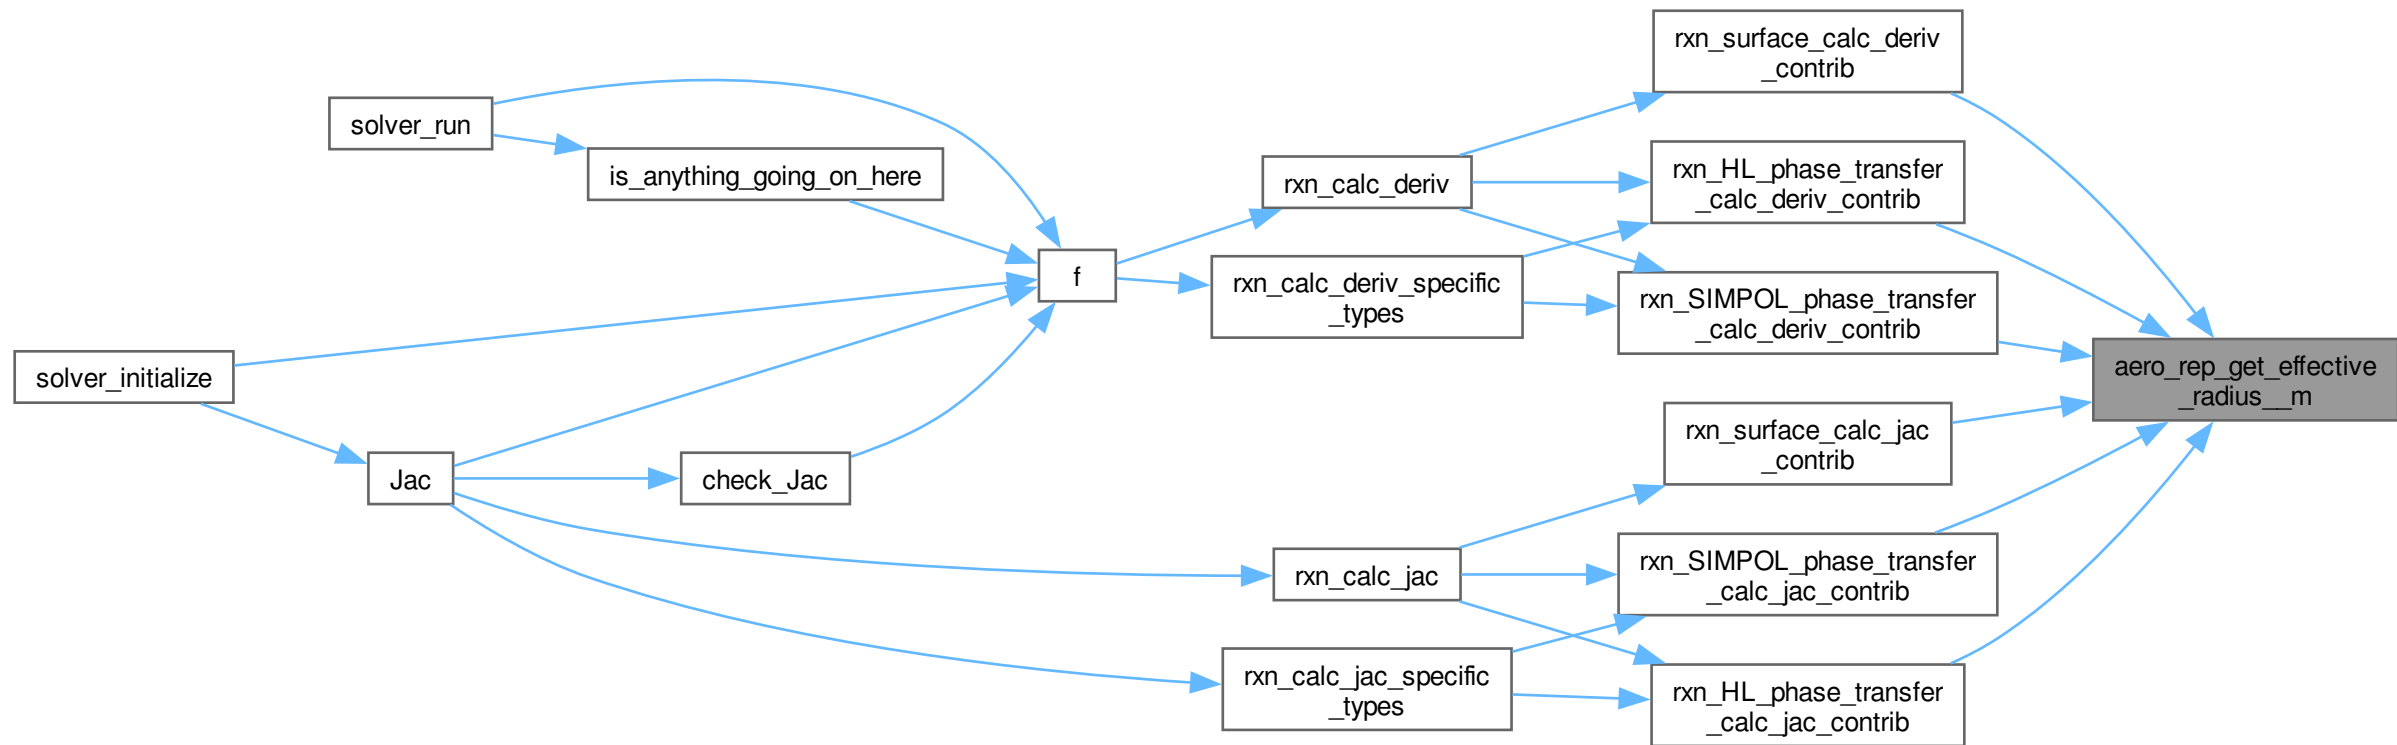 rxn_surface_calc_deriv
_contrib
solver_run
is_anything_going_on_here
rxn_calc_deriv
rxn_HL_phase_transfer
_calc_deriv_contrib
f
rxn_calc_deriv_specific
_types
rxn_SIMPOL_phase_transfer
_calc_deriv_contrib
solver_initialize
aero_rep_get_effective
_radius__m
Jac
check_Jac
rxn_surface_calc_jac
_contrib
rxn_calc_jac
rxn_SIMPOL_phase_transfer
_calc_jac_contrib
rxn_calc_jac_specific
_types
rxn_HL_phase_transfer
_calc_jac_contrib